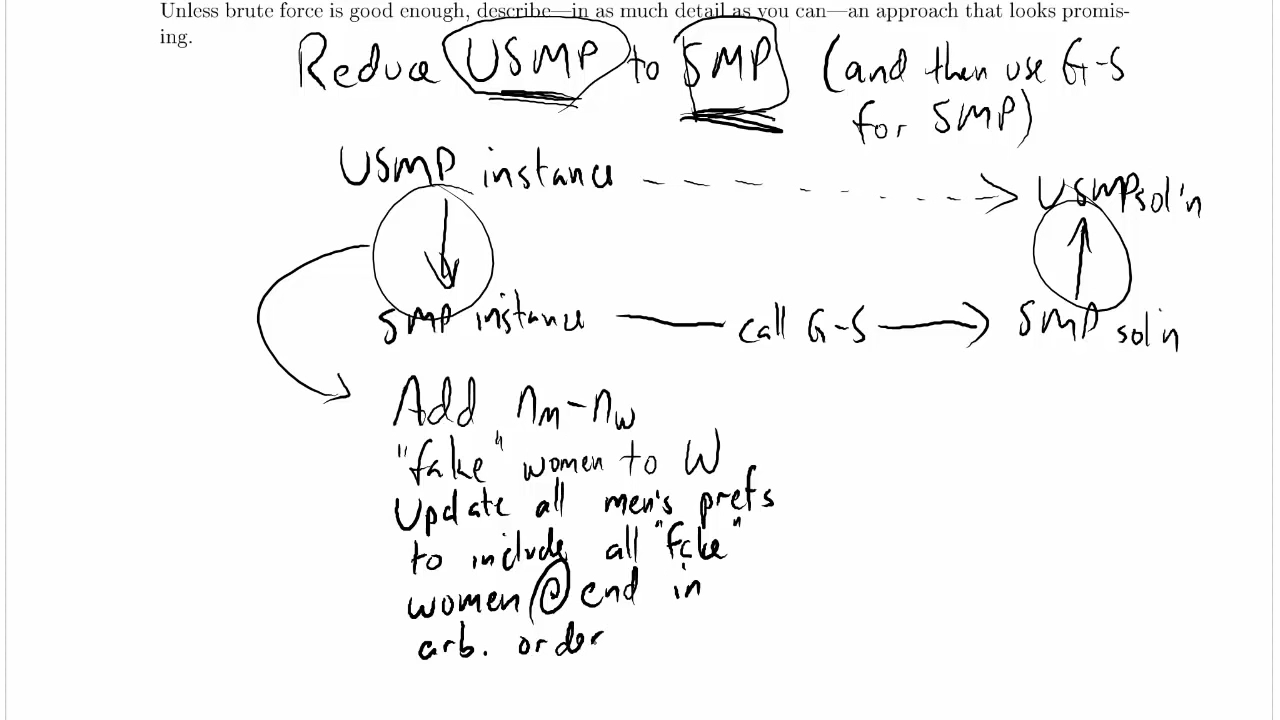 Unless brute force is good enough, describe—in as much detail as you can—an approach that looks promis-
ing.
Reduce USMP to SMP (and then use G-S
for SMP)
USMP instance USMP sol'n
SMP instance call G-S SMP sol'n
Add nM - nW
"fake" women to W
Update all men's prefs
to include all "fake"
women @ end in
arb. order